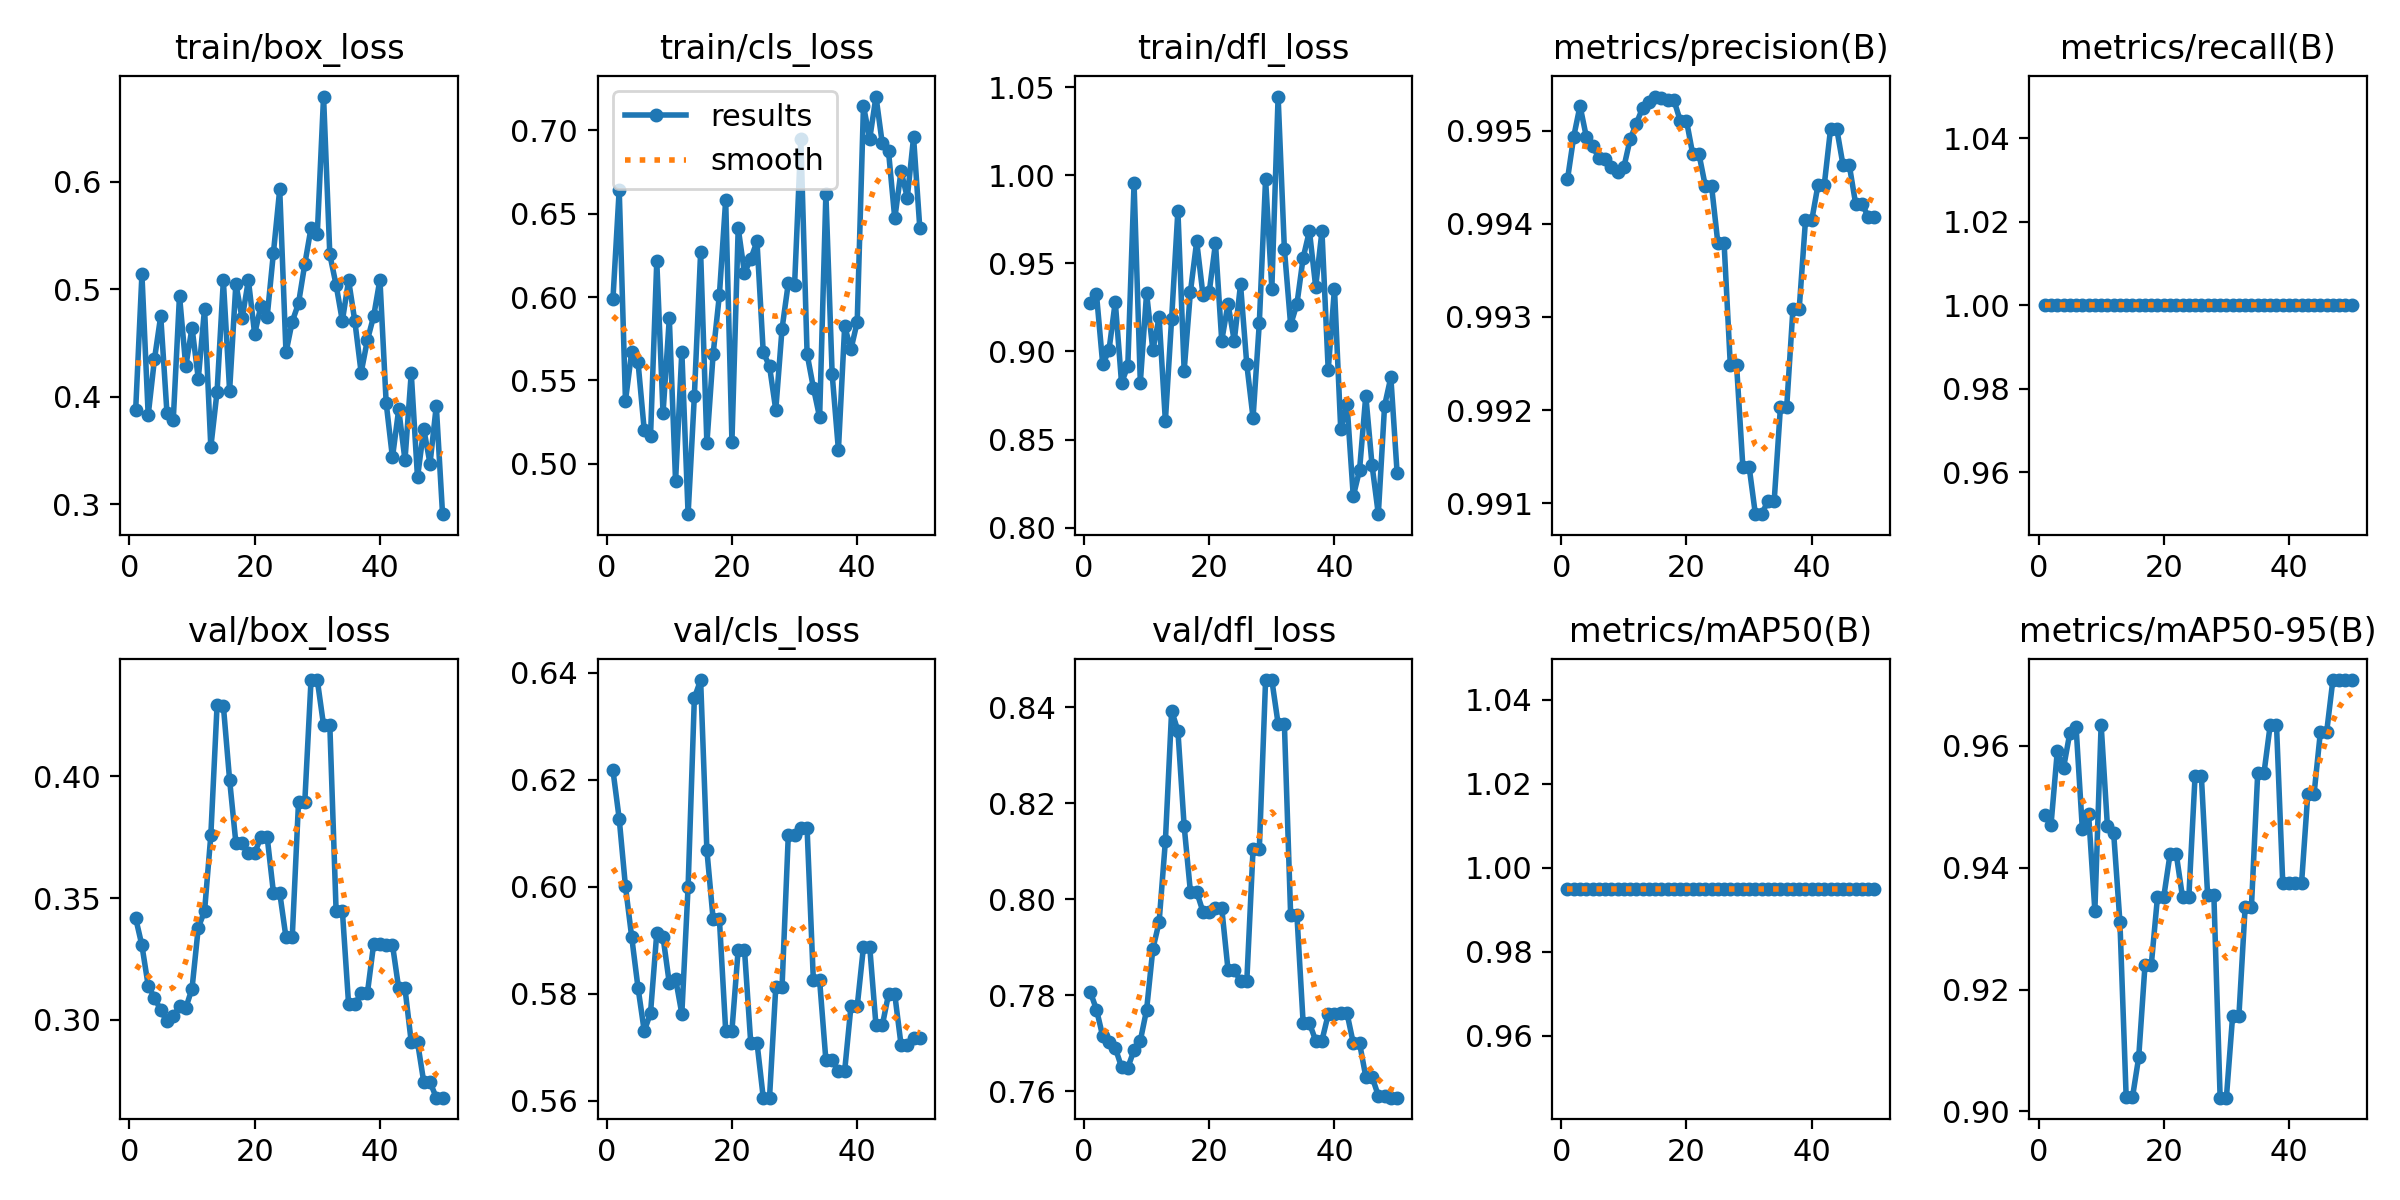 train/box_loss
0.6
0.5
0.4
0.3
0 20 40
train/cls_loss
results
smooth
0.70
0.65
0.60
0.55
0.50
0 20 40
train/dfl_loss
1.05
1.00
0.95
0.90
0.85
0.80
0 20 40
metrics/precision(B)
0.995
0.994
0.993
0.992
0.991
0 20 40
metrics/recall(B)
1.04
1.02
1.00
0.98
0.96
0 20 40
val/box_loss
0.40
0.35
0.30
0 20 40
val/cls_loss
0.64
0.62
0.60
0.58
0.56
0 20 40
val/dfl_loss
0.84
0.82
0.80
0.78
0.76
0 20 40
metrics/mAP50(B)
1.04
1.02
1.00
0.98
0.96
0 20 40
metrics/mAP50-95(B)
0.96
0.94
0.92
0.90
0 20 40